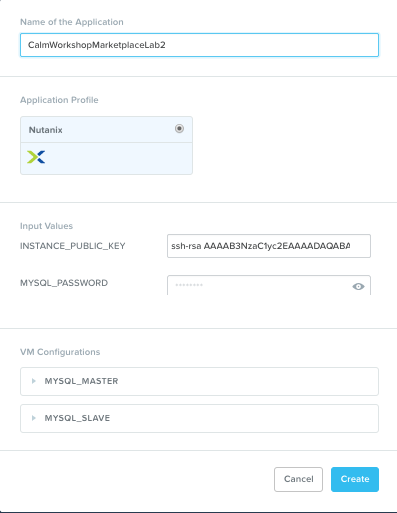 Name of the Application
CalmWorkshopMarketplaceLab2
Application Profile
Nutanix
Input Values
INSTANCE_PUBLIC_KEY
ssh-rsa AAAAB3NzaC1yc2EAAAADAQABA
MYSQL_PASSWORD
********
VM Configurations
MYSQL_MASTER
MYSQL_SLAVE
Cancel
Create